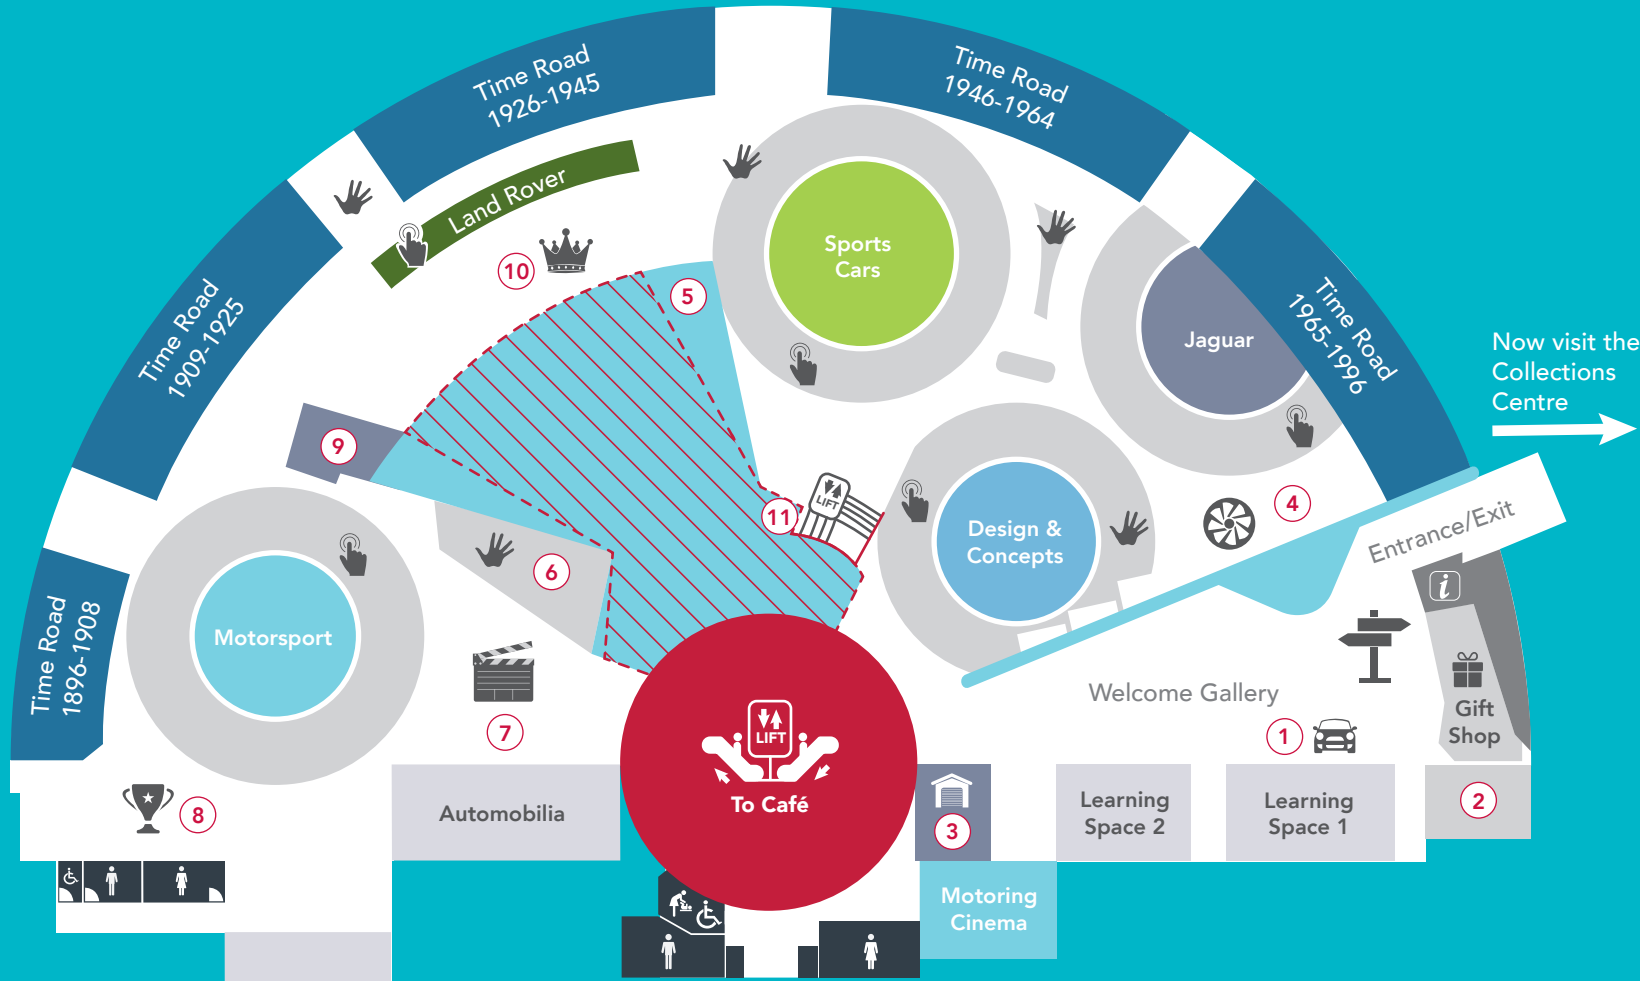 Time Road
1926-1945
Time Road
1946-1964
Land Rover
10
5
Sports
Cars
Time Road
1909-1925
Jaguar
Time Road
1965-1996
Now visit the
Collections
Centre
9
11
LIFT
4
Design &
Concepts
Entrance/Exit
6
i
Time Road
1896-1908
Motorsport
Welcome Gallery
Gift
Shop
7
1
LIFT
To Café
8
Automobilia
3
Learning
Space 2
Learning
Space 1
2
Motoring
Cinema